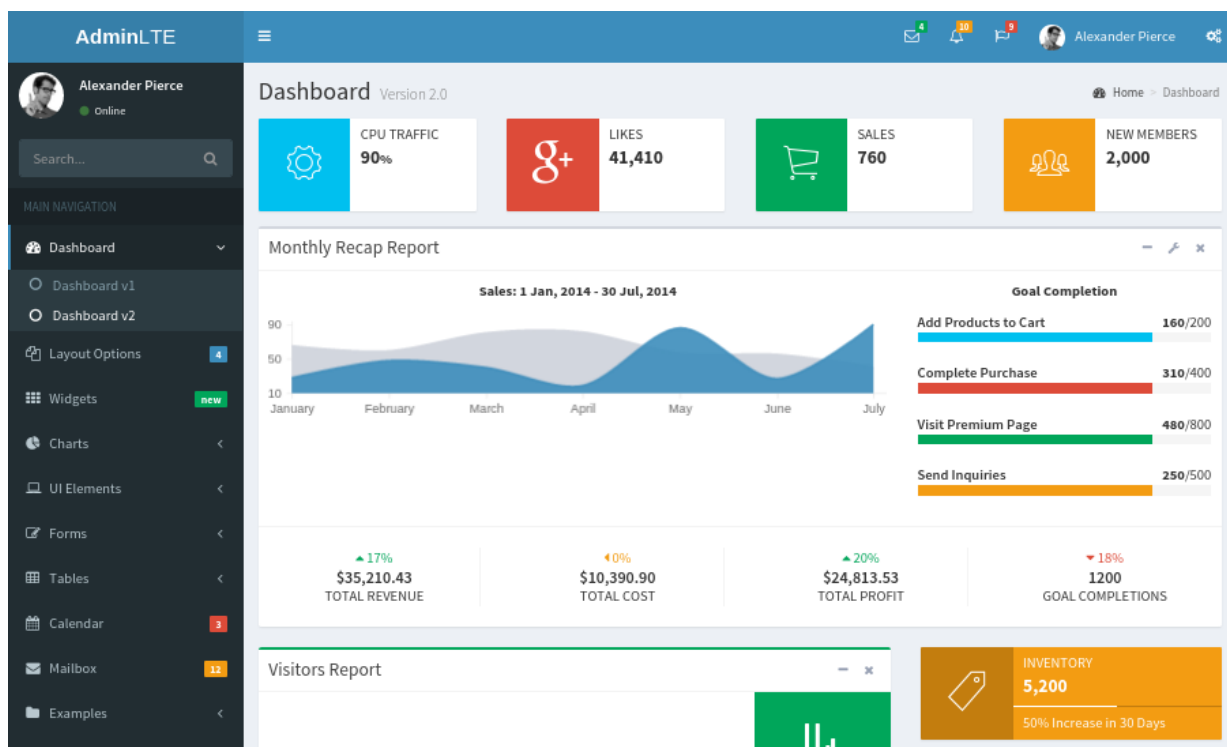 AdminLTE
4
10
9
Alexander Pierce
Alexander Pierce
Online
Search...
MAIN NAVIGATION
Dashboard
Dashboard v1
Dashboard v2
Layout Options 4
Widgets new
Charts
UI Elements
Forms
Tables
Calendar 3
Mailbox 12
Examples
Dashboard Version 2.0
Home > Dashboard
CPU TRAFFIC
90%
g+
LIKES
41,410
SALES
760
NEW MEMBERS
2,000
Monthly Recap Report
Sales: 1 Jan, 2014 - 30 Jul, 2014
90
50
10
January February March April May June July
Goal Completion
Add Products to Cart 160/200
Complete Purchase 310/400
Visit Premium Page 480/800
Send Inquiries 250/500
17%
$35,210.43
TOTAL REVENUE
0%
$10,390.90
TOTAL COST
20%
$24,813.53
TOTAL PROFIT
18%
1200
GOAL COMPLETIONS
Visitors Report
INVENTORY
5,200
50% Increase in 30 Days